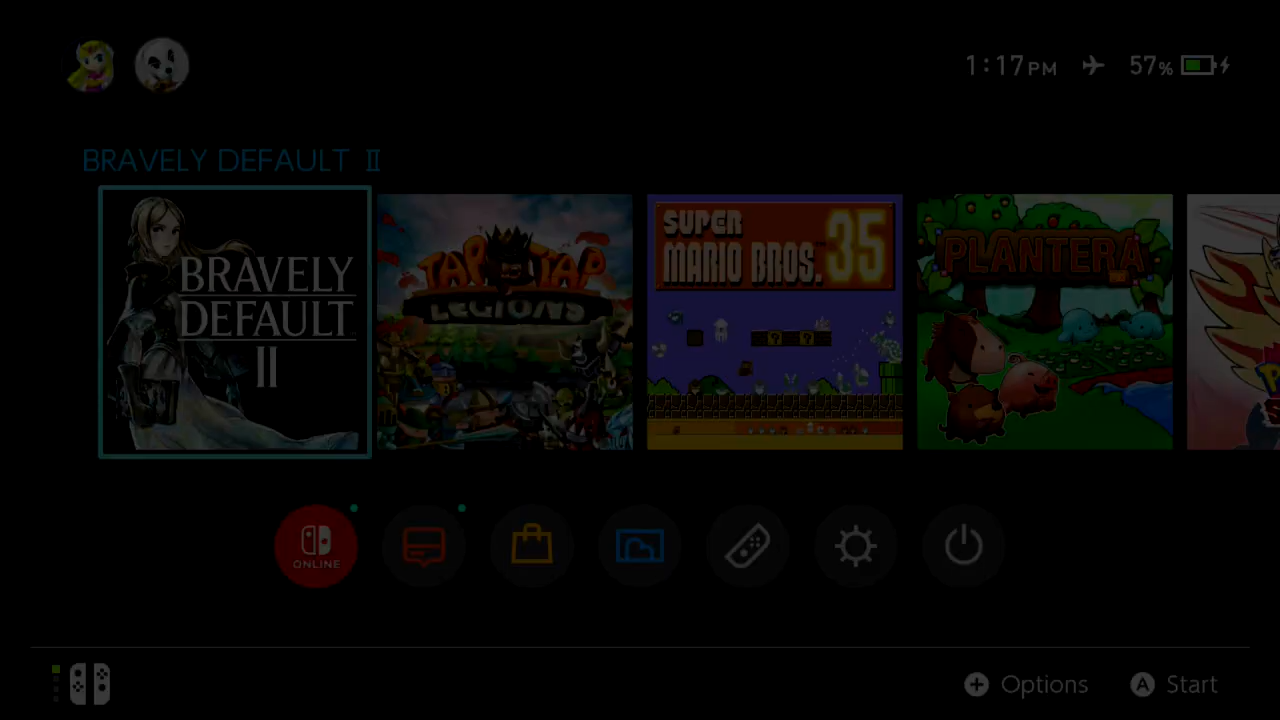 1:17PM 57%
BRAVELY DEFAULT II
BRAVELY
DEFAULT
II
TAP TAP
LEGIONS
SUPER
MARIO BROS. 35
PLANTERA
ONLINE
Options Start